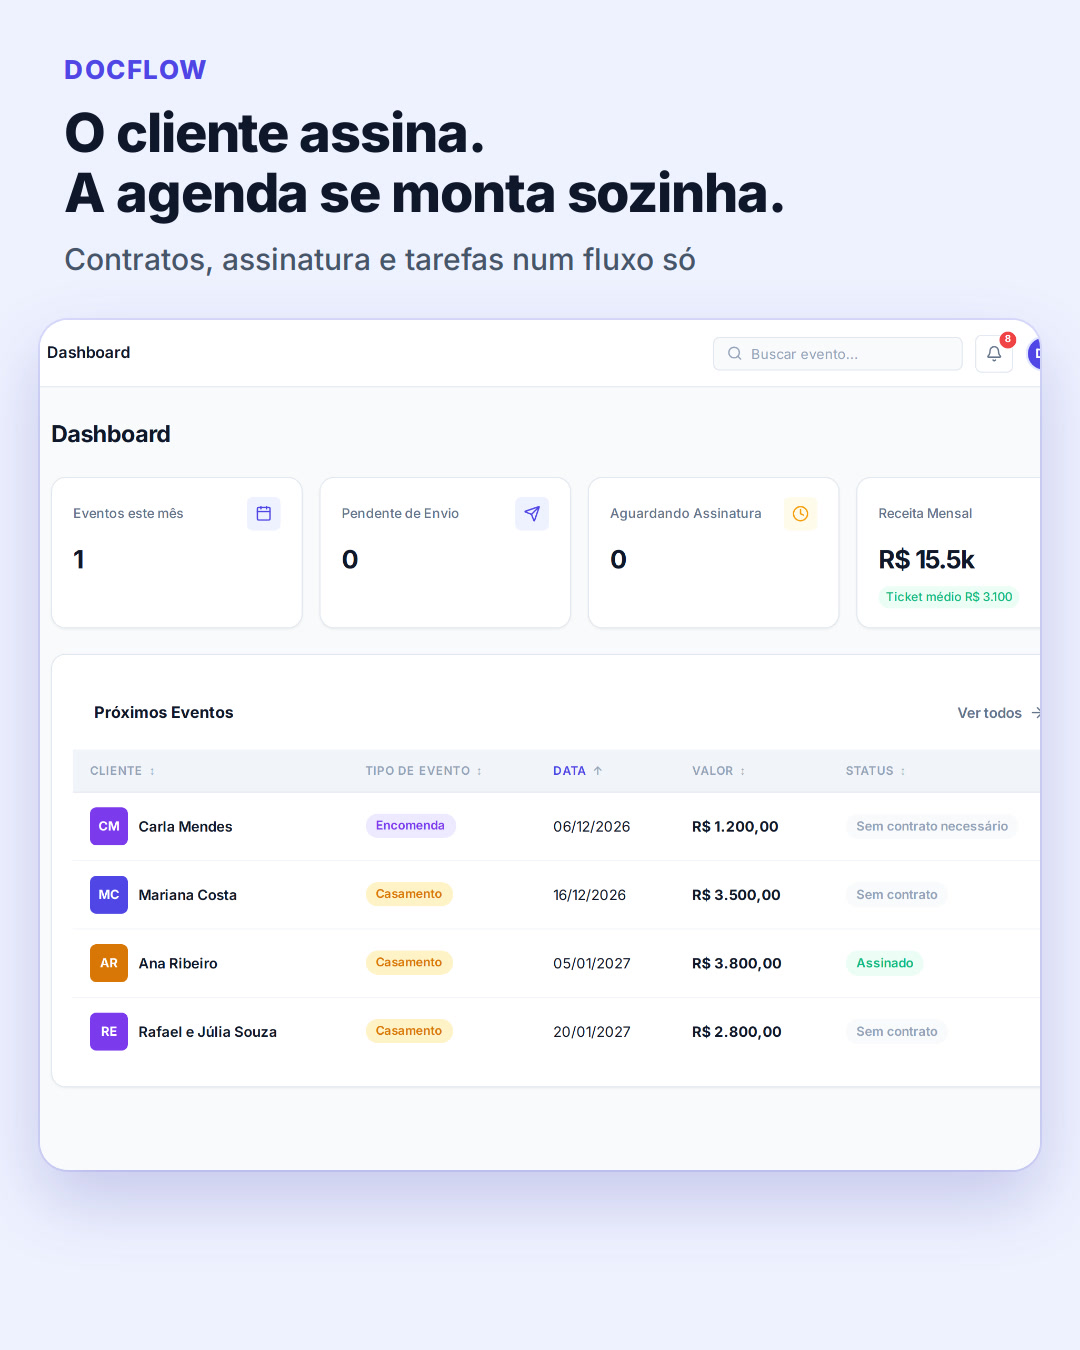 DOCFLOW
O cliente assina.
A agenda se monta sozinha.
Contratos, assinatura e tarefas num fluxo só
Dashboard
Buscar evento...
8
Dashboard
Eventos este mês
1
Pendente de Envio
0
Aguardando Assinatura
0
Receita Mensal
R$ 15.5k
Ticket médio R$ 3.100
Próximos Eventos
Ver todos →
CLIENTE ↕ TIPO DE EVENTO ↕ DATA ↑ VALOR ↕ STATUS ↕
CM Carla Mendes Encomenda 06/12/2026 R$ 1.200,00 Sem contrato necessário
MC Mariana Costa Casamento 16/12/2026 R$ 3.500,00 Sem contrato
AR Ana Ribeiro Casamento 05/01/2027 R$ 3.800,00 Assinado
RE Rafael e Júlia Souza Casamento 20/01/2027 R$ 2.800,00 Sem contrato